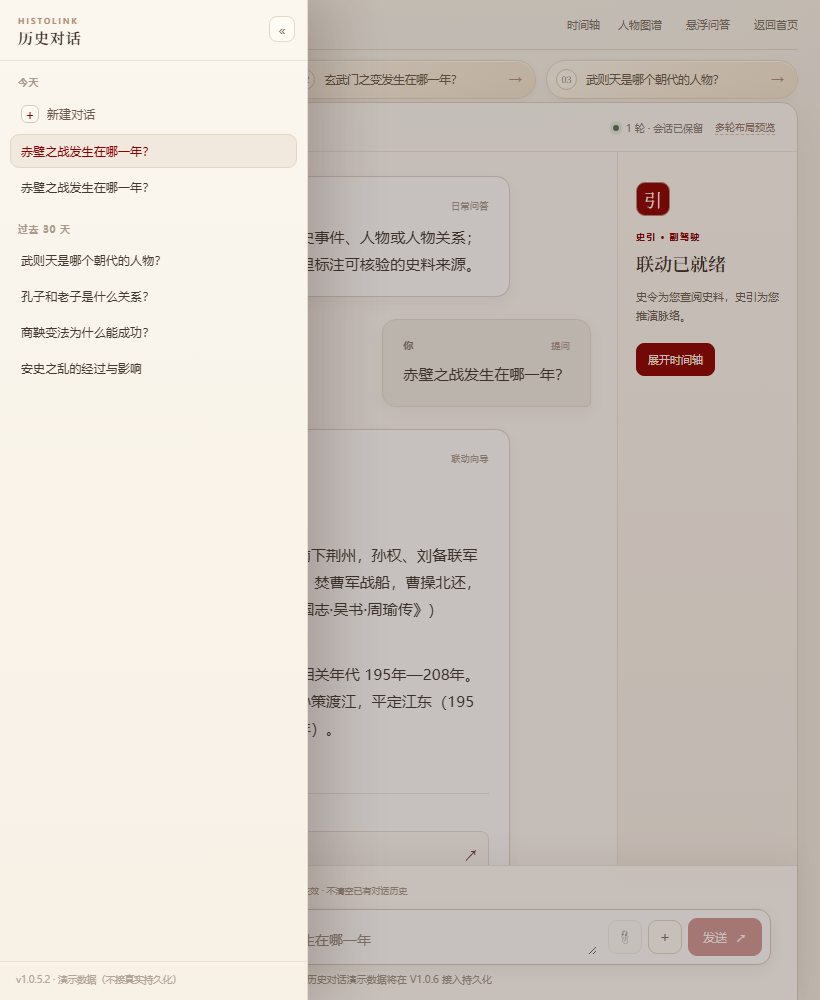 HISTOLINK
历史对话
«
今天
+ 新建对话
赤壁之战发生在哪一年？
赤壁之战发生在哪一年？
过去 30 天
武则天是哪个朝代的人物？
孔子和老子是什么关系？
商鞅变法为什么能成功？
安史之乱的经过与影响
v1.0.5.2 · 演示数据（不接真实持久化）
时间轴 人物图谱 悬浮问答 返回首页
玄武门之变发生在哪一年？ →
03 武则天是哪个朝代的人物？ →
1 轮 · 会话已保留 多轮布局预览
日常问答
史事件、人物或人物关系；
里标注可核验的史料来源。
你 提问
赤壁之战发生在哪一年？
联动向导
下荆州，孙权、刘备联军
，焚曹军战船，曹操北还，
国志·吴书·周瑜传》）
相关年代 195年—208年。
策渡江，平定江东（195
）。
↗
引
史引 • 副驾驶
联动已就绪
史令为您查阅史料，史引为您
推演脉络。
展开时间轴
效 · 不清空已有对话历史
生在哪一年
+
发送 ↗
历史对话演示数据将在 V1.0.6 接入持久化